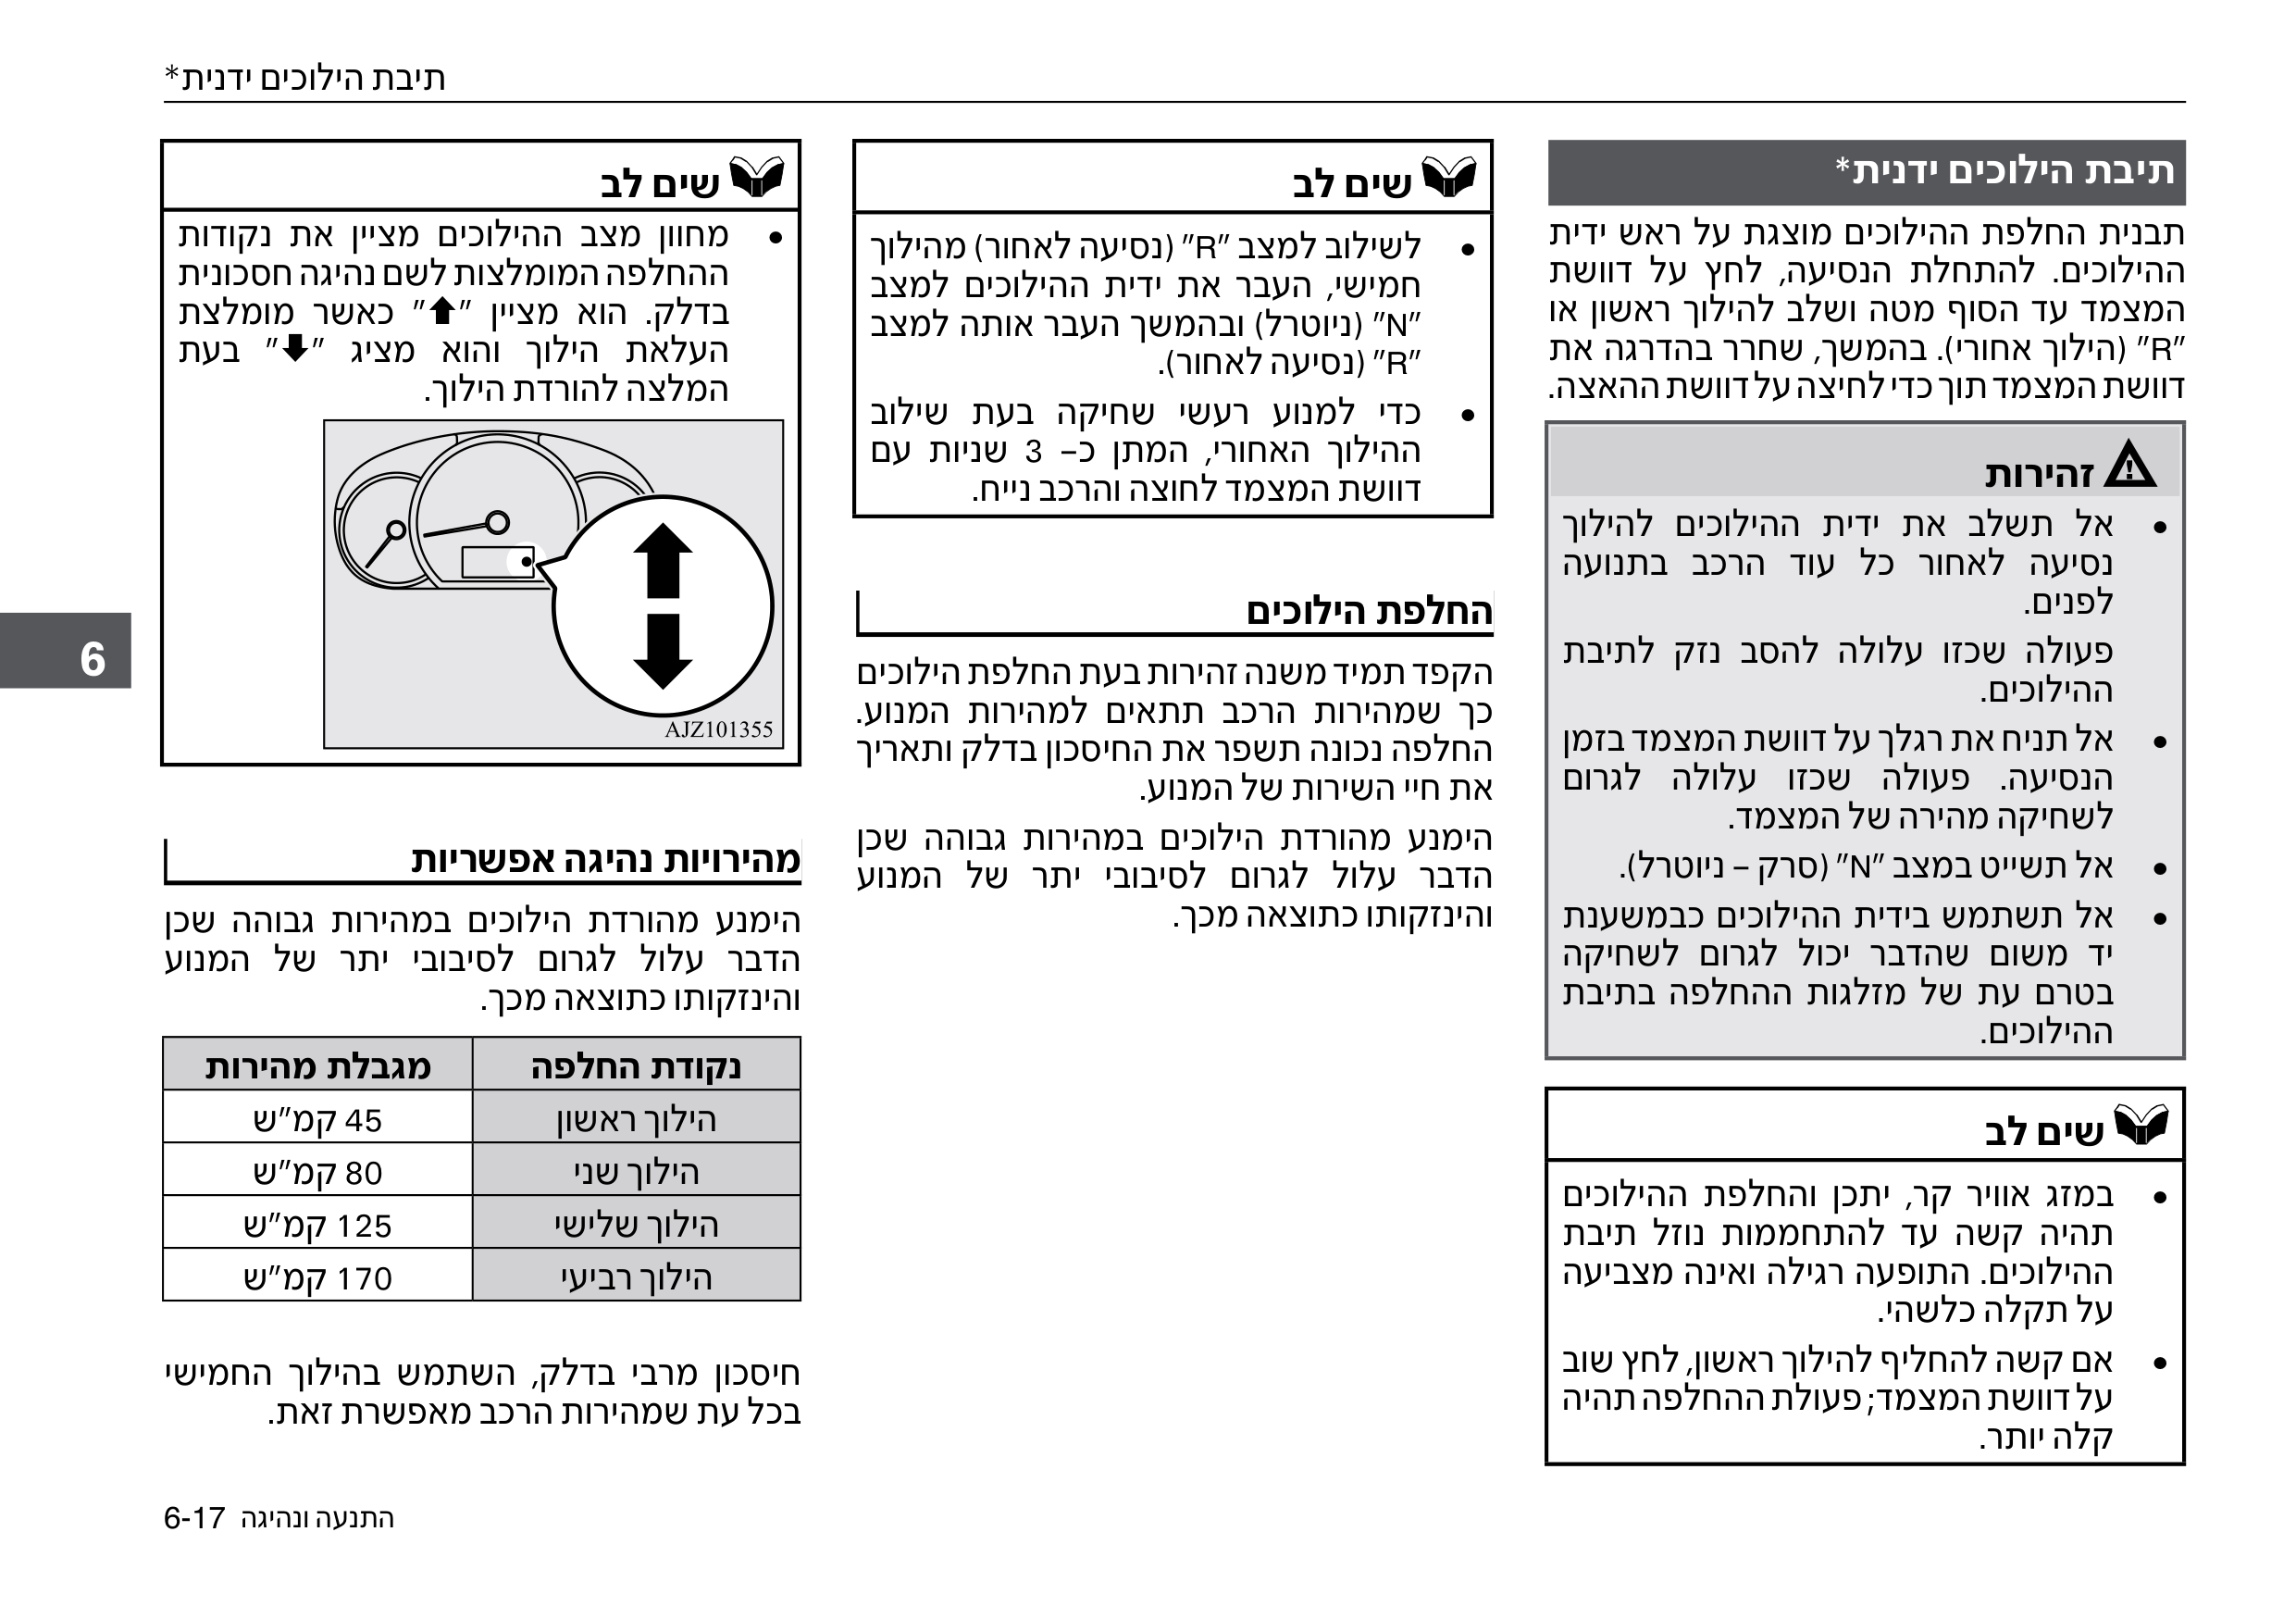 תיבת הילוכים ידנית*
תיבת הילוכים ידנית*
תבנית החלפת ההילוכים מוצגת על ראש ידית
ההילוכים. להתחלת הנסיעה, לחץ על דוושת
המצמד עד הסוף מטה ושלב להילוך ראשון או
"R" (הילוך אחורי). בהמשך, שחרר בהדרגה את
דוושת המצמד תוך כדי לחיצה על דוושת ההאצה.
זהירות
• אל תשלב את ידית ההילוכים להילוך
נסיעה לאחור כל עוד הרכב בתנועה
לפנים.
פעולה שכזו עלולה להסב נזק לתיבת
ההילוכים.
• אל תניח את רגלך על דוושת המצמד בזמן
הנסיעה. פעולה שכזו עלולה לגרום
לשחיקה מהירה של המצמד.
• אל תשייט במצב "N" (סרק – ניוטרל).
• אל תשתמש בידית ההילוכים כבמשענת
יד משום שהדבר יכול לגרום לשחיקה
בטרם עת של מזלגות ההחלפה בתיבת
ההילוכים.
שים לב
• במזג אוויר קר, יתכן והחלפת ההילוכים
תהיה קשה עד להתחממות נוזל תיבת
ההילוכים. התופעה רגילה ואינה מצביעה
על תקלה כלשהי.
• אם קשה להחליף להילוך ראשון, לחץ שוב
על דוושת המצמד; פעולת ההחלפה תהיה
קלה יותר.
שים לב
• לשילוב למצב "R" (נסיעה לאחור) מהילוך
חמישי, העבר את ידית ההילוכים למצב
"N" (ניוטרל) ובהמשך העבר אותה למצב
"R" (נסיעה לאחור).
• כדי למנוע רעשי שחיקה בעת שילוב
ההילוך האחורי, המתן כ– 3 שניות עם
דוושת המצמד לחוצה והרכב נייח.
החלפת הילוכים
הקפד תמיד משנה זהירות בעת החלפת הילוכים
כך שמהירות הרכב תתאים למהירות המנוע.
החלפה נכונה תשפר את החיסכון בדלק ותאריך
את חיי השירות של המנוע.
הימנע מהורדת הילוכים במהירות גבוהה שכן
הדבר עלול לגרום לסיבובי יתר של המנוע
והינזקותו כתוצאה מכך.
שים לב
• מחוון מצב ההילוכים מציין את נקודות
ההחלפה המומלצות לשם נהיגה חסכונית
בדלק. הוא מציין "⬆" כאשר מומלצת
העלאת הילוך והוא מציג "⬇" בעת
המלצה להורדת הילוך.
AJZ101355
מהירויות נהיגה אפשריות
הימנע מהורדת הילוכים במהירות גבוהה שכן
הדבר עלול לגרום לסיבובי יתר של המנוע
והינזקותו כתוצאה מכך.
נקודת החלפה מגבלת מהירות
הילוך ראשון 45 קמ"ש
הילוך שני 80 קמ"ש
הילוך שלישי 125 קמ"ש
הילוך רביעי 170 קמ"ש
חיסכון מרבי בדלק, השתמש בהילוך החמישי
בכל עת שמהירות הרכב מאפשרת זאת.
6
התנעה ונהיגה 6-17